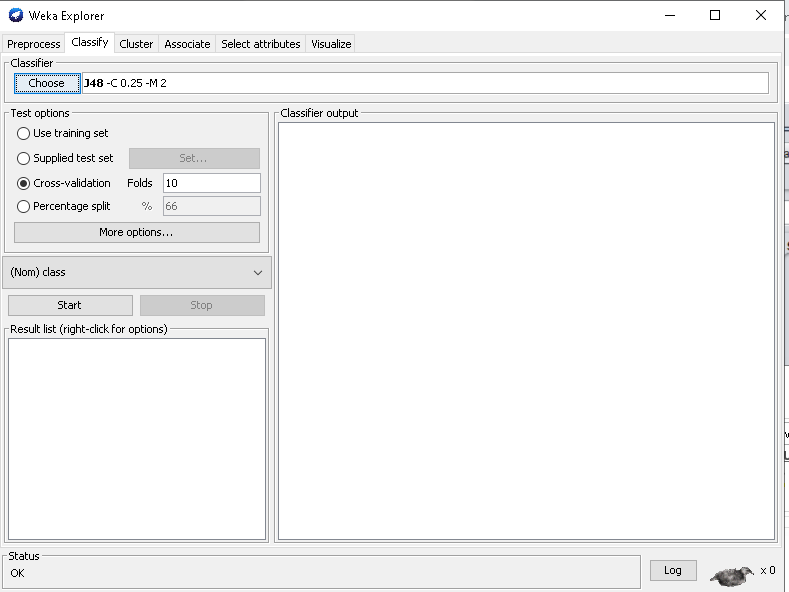 Weka Explorer
Preprocess Classify Cluster Associate Select attributes Visualize
Classifier
Choose J48 -C 0.25 -M 2
Test options
Use training set
Supplied test set Set...
Cross-validation Folds 10
Percentage split % 66
More options...
(Nom) class
Start Stop
Result list (right-click for options)
Classifier output
Status
OK
Log x 0